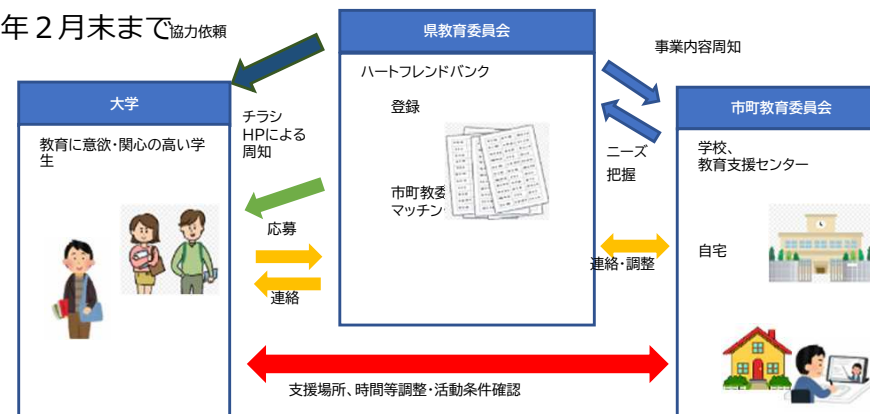 年２月末まで
協力依頼
県教育委員会
事業内容周知
ハートフレンドバンク
大学
登録
市町教育委員会
チラシ
HPによる
周知
教育に意欲・関心の高い学
生
ニーズ
把握
学校、
教育支援センター
市町教委
マッチン
応募
自宅
連絡・調整
連絡
支援場所、時間等調整・活動条件確認